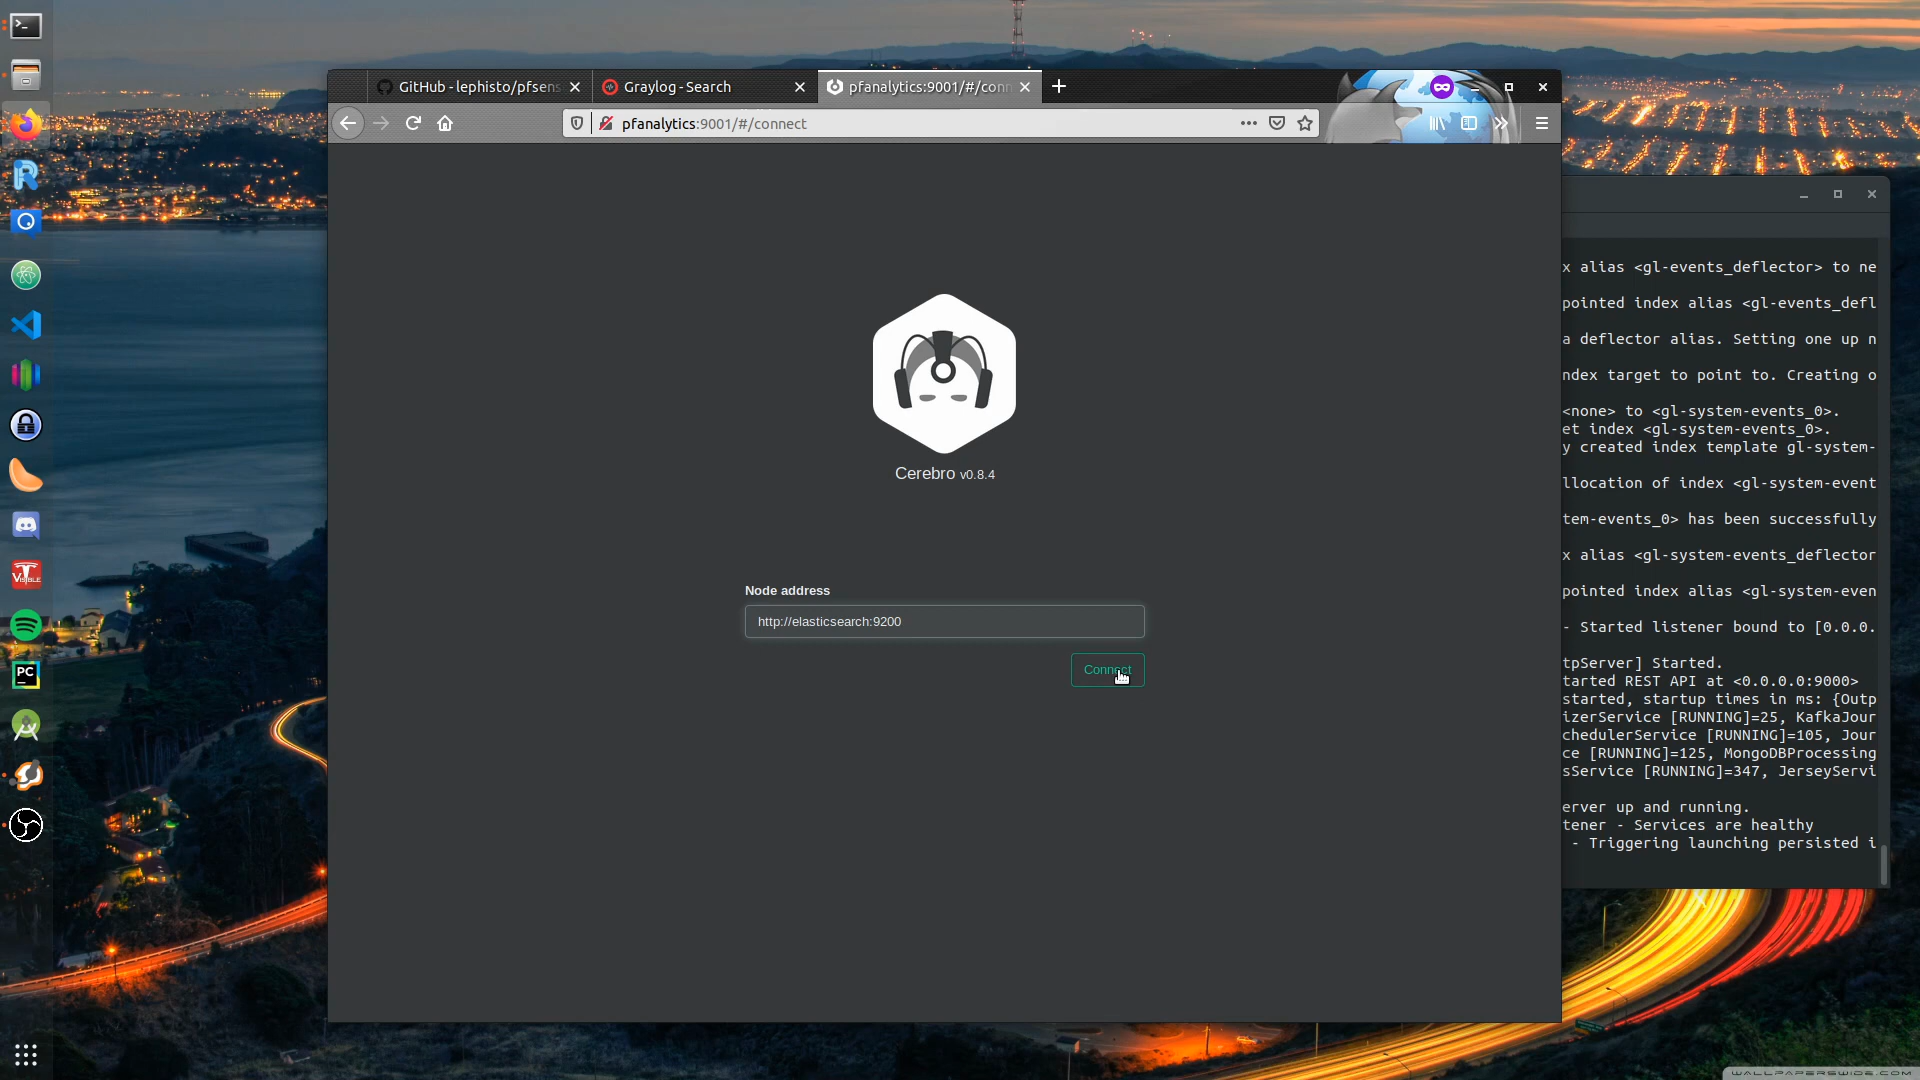 GitHub - lephisto/pfsens
Graylog - Search
pfanalytics:9001/#/conn
pfanalytics:9001/#/connect
Cerebro v0.8.4
Node address
http://elasticsearch:9200
Connect
x alias <gl-events_deflector> to ne
pointed index alias <gl-events_defl
a deflector alias. Setting one up n
ndex target to point to. Creating o
<none> to <gl-system-events_0>.
et index <gl-system-events_0>.
y created index template gl-system-
llocation of index <gl-system-event
tem-events_0> has been successfully
x alias <gl-system-events_deflector
pointed index alias <gl-system-even
- Started listener bound to [0.0.0.
tpServer] Started.
tarted REST API at <0.0.0.0:9000>
started, startup times in ms: {Outp
izerService [RUNNING]=25, KafkaJour
chedulerService [RUNNING]=105, Jour
ce [RUNNING]=125, MongoDBProcessing
sService [RUNNING]=347, JerseyServi
erver up and running.
tener - Services are healthy
- Triggering launching persisted i
VISIBLE
PC
WALLPAPERSWIDE.COM